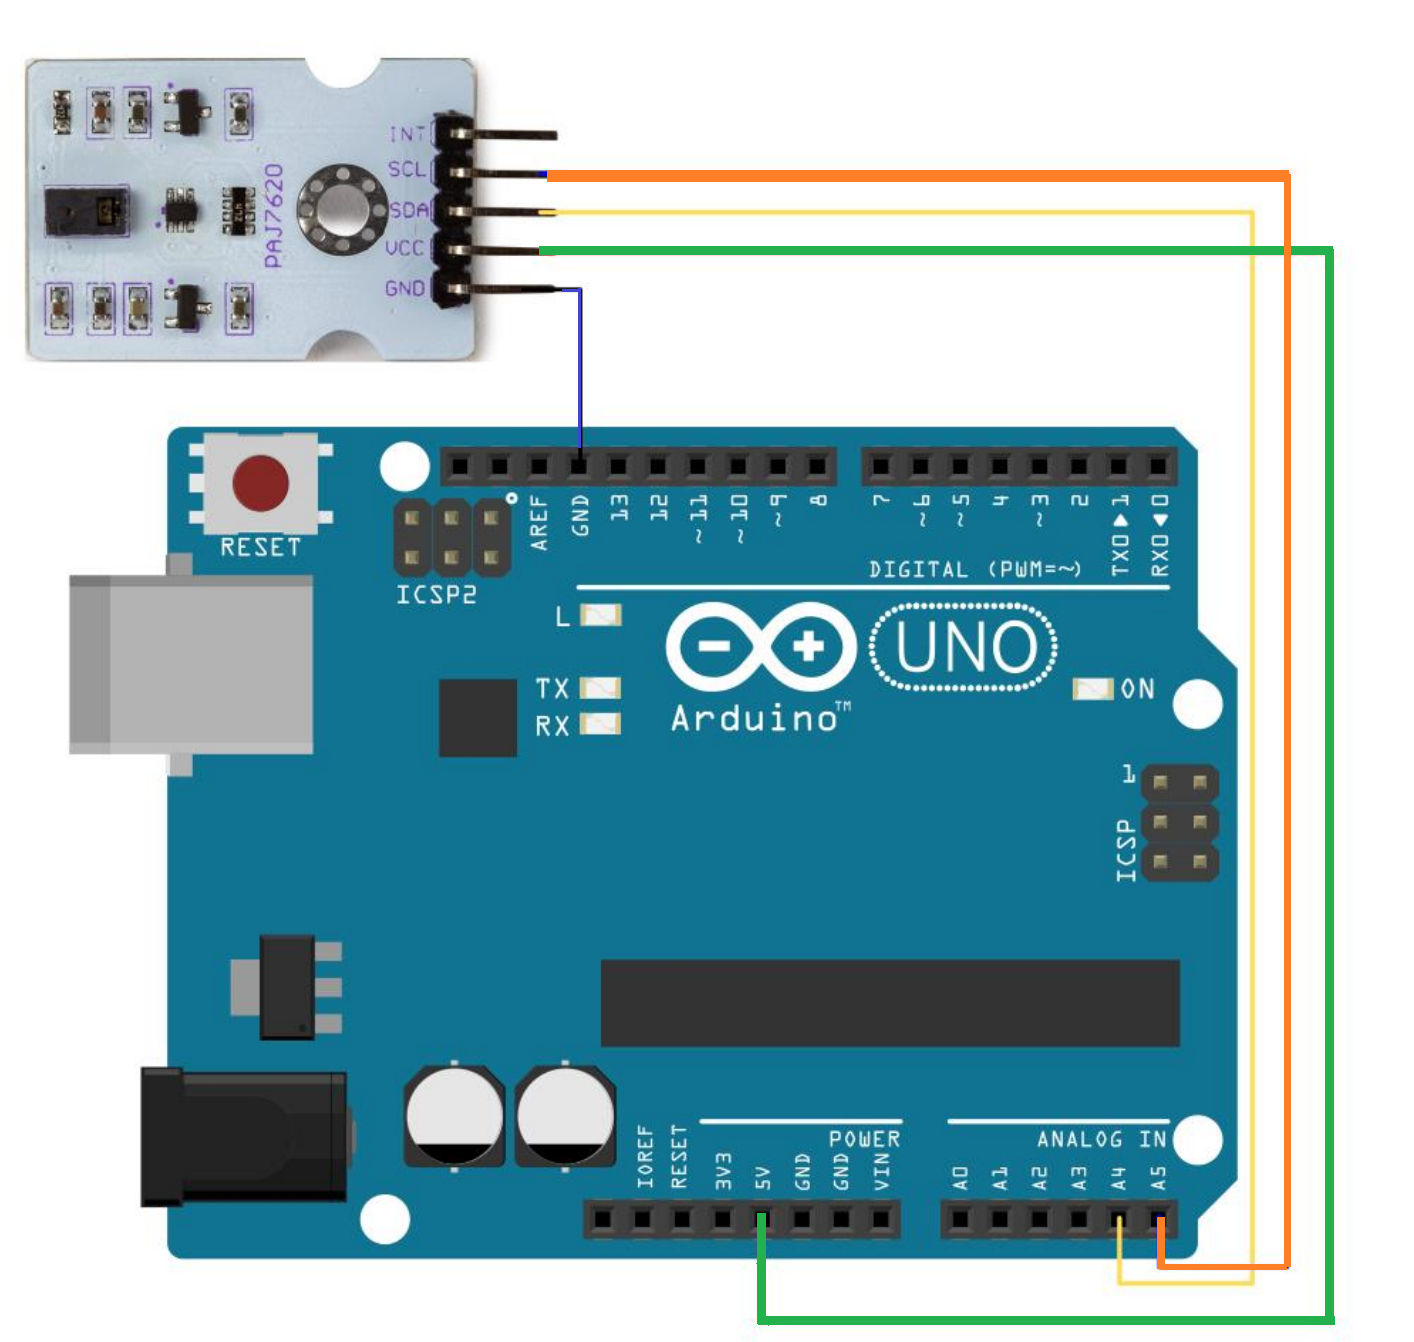 INT
SCL
SDA
VCC
GND
PAJ7620
RESET
ICSP2
AREF
GND
13
12
~11
~10
~9
8
7
~6
~5
4
~3
2
TX0▶1
RX0◀0
DIGITAL (PWM=~)
L
TX
RX
UNO
Arduino™
ON
1
ICSP
POWER
ANALOG IN
IOREF
RESET
3V3
5V
GND
GND
VIN
A0
A1
A2
A3
A4
A5